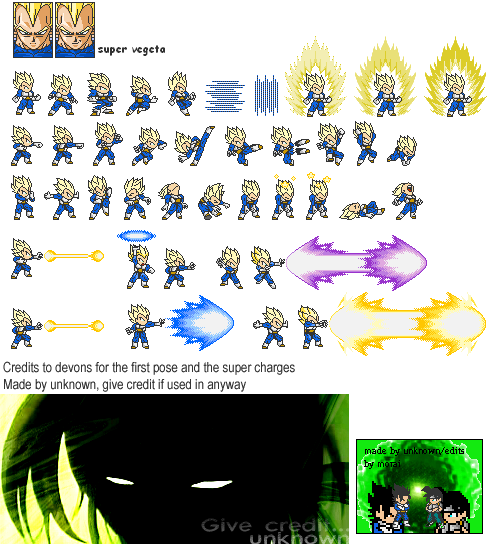 super vegeta
Credits to devons for the first pose and the super charges
Made by unknown, give credit if used in anyway
made by unknown/edits
by moraj
Give credit...
unknown